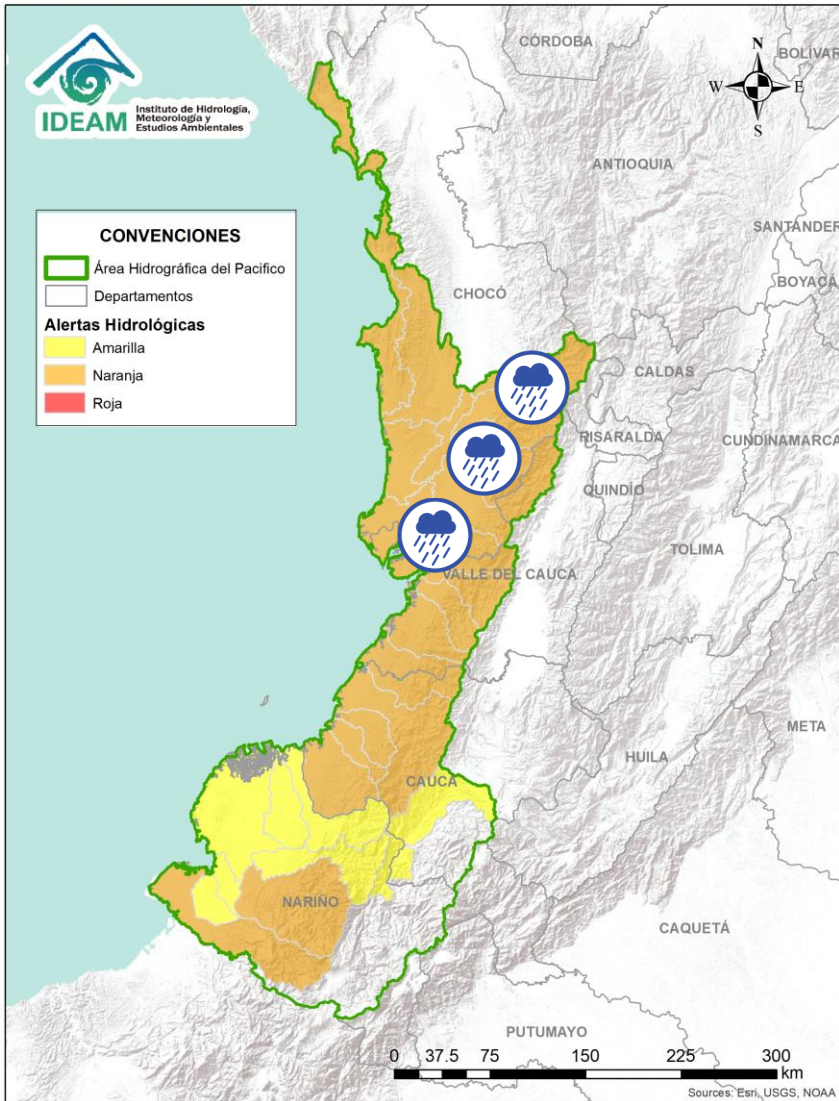 IDEAM
Instituto de Hidrología,
Meteorología y
Estudios Ambientales
CÓRDOBA
BOLÍVAR
N
W
E
S
ANTIOQUIA
SANTANDER
BOYACÁ
CONVENCIONES
Área Hidrográfica del Pacifico
Departamentos
Alertas Hidrológicas
Amarilla
Naranja
Roja
CHOCÓ
CALDAS
RISARALDA
CUNDINAMARCA
QUINDÍO
TOLIMA
VALLE DEL CAUCA
META
HUILA
CAUCA
NARIÑO
CAQUETÁ
PUTUMAYO
0 37.5 75 150 225 300
km
Sources: Esri, USGS, NOAA